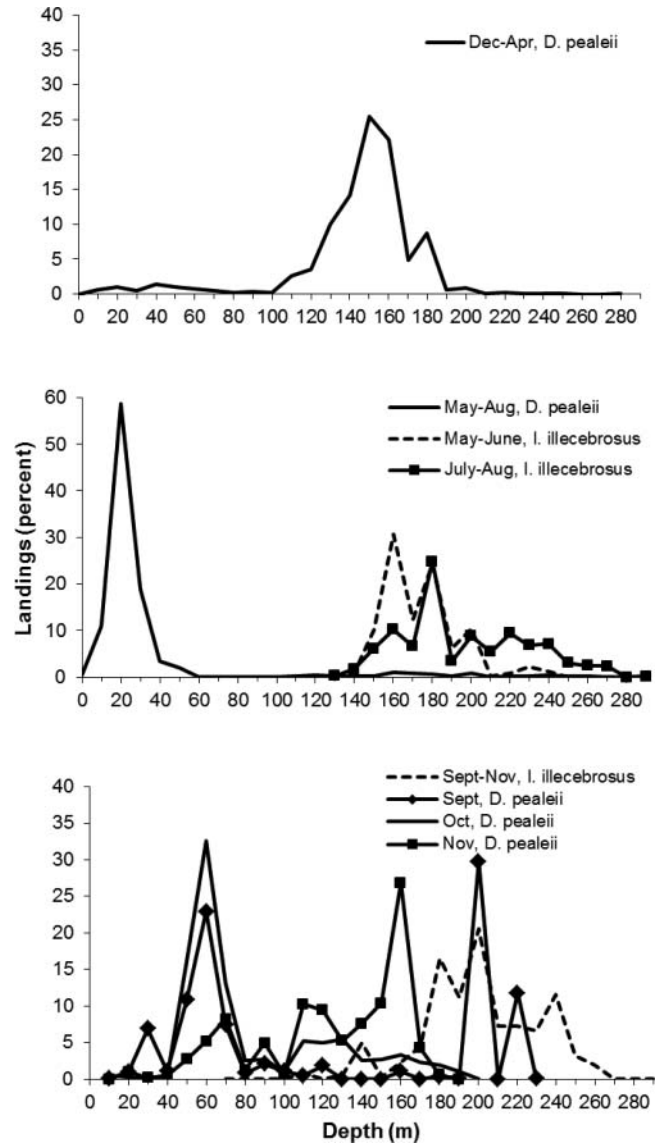 40
35
30
25
20
15
10
5
0
Dec-Apr, D. pealeii
0 20 40 60 80 100 120 140 160 180 200 220 240 260 280
60
50
40
30
20
10
0
May-Aug, D. pealeii
May-June, I. illecebrosus
July-Aug, I. illecebrosus
Landings (percent)
0 20 40 60 80 100 120 140 160 180 200 220 240 260 280
40
35
30
25
20
15
10
5
0
Sept-Nov, I. illecebrosus
Sept, D. pealeii
Oct, D. pealeii
Nov, D. pealeii
0 20 40 60 80 100 120 140 160 180 200 220 240 260 280
Depth (m)